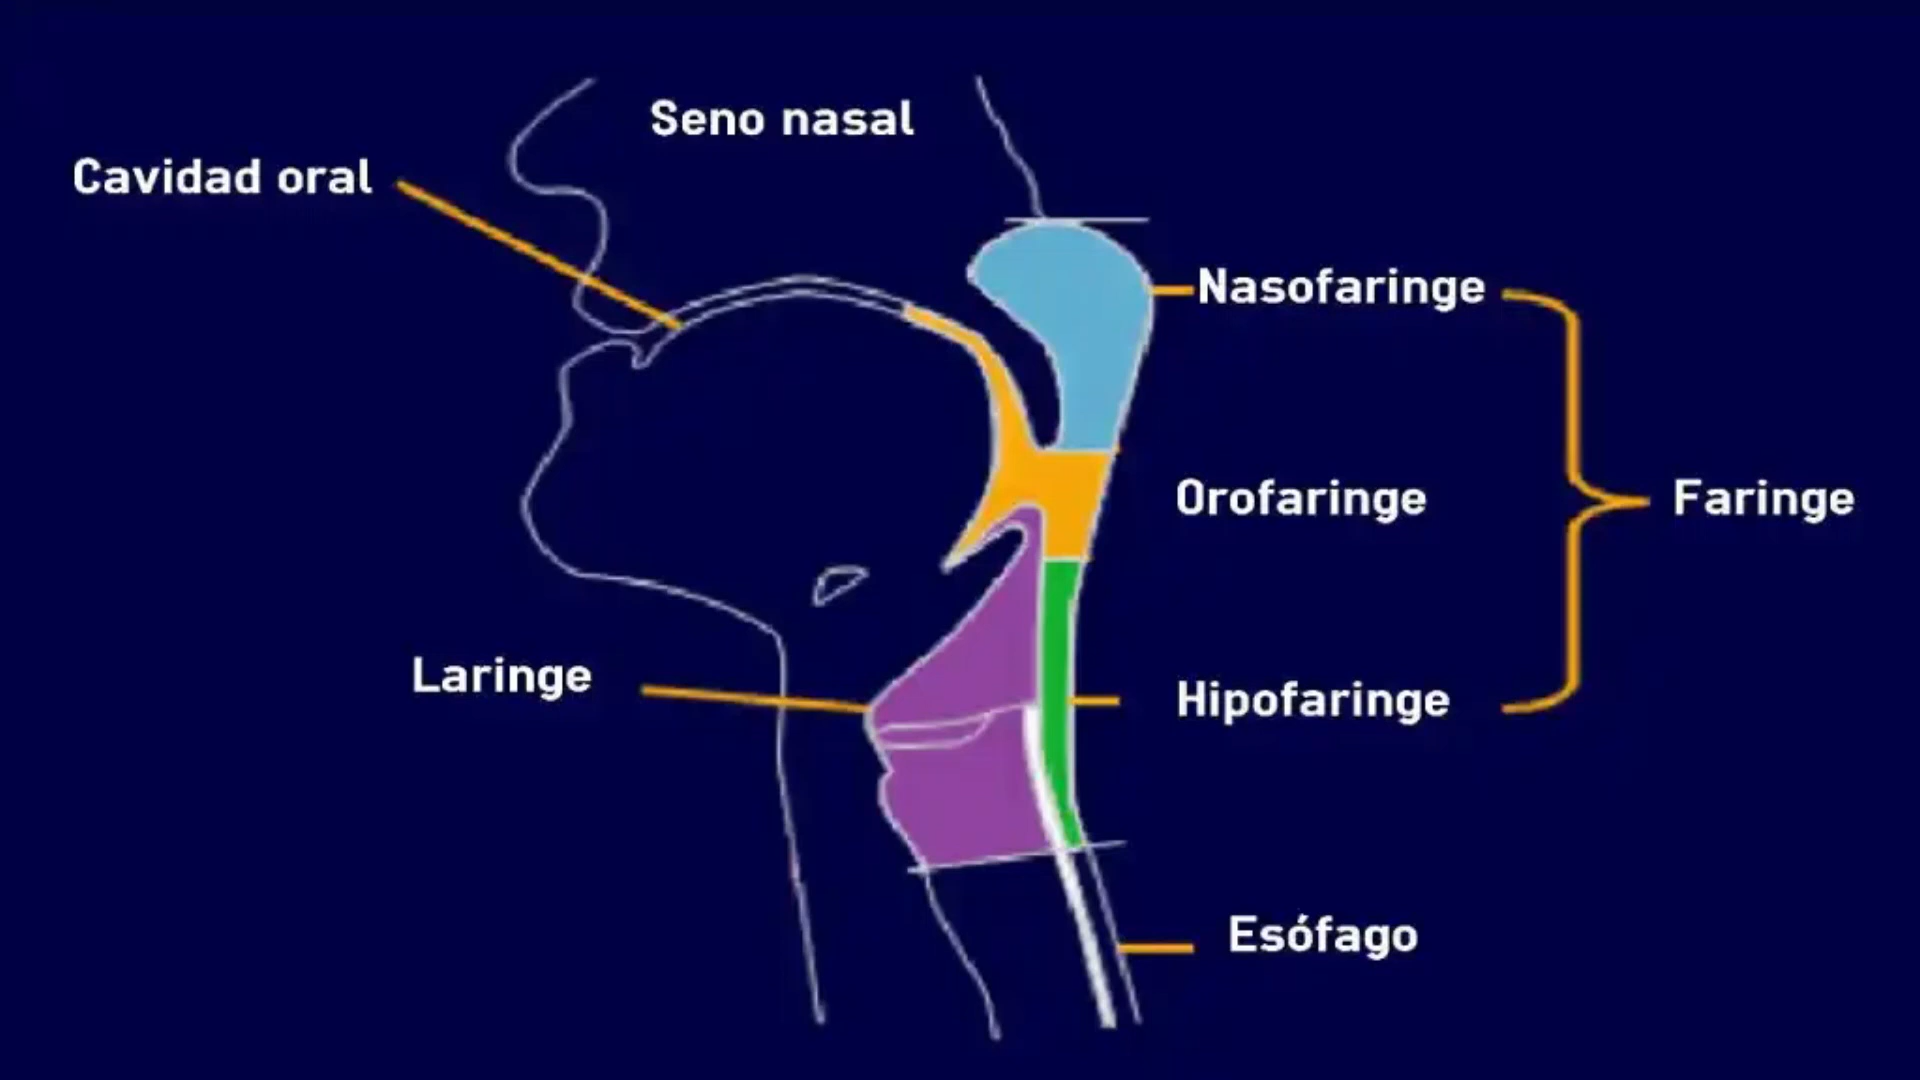 Seno nasal
Cavidad oral
Nasofaringe
Orofaringe
Faringe
Laringe
Hipofaringe
Esófago